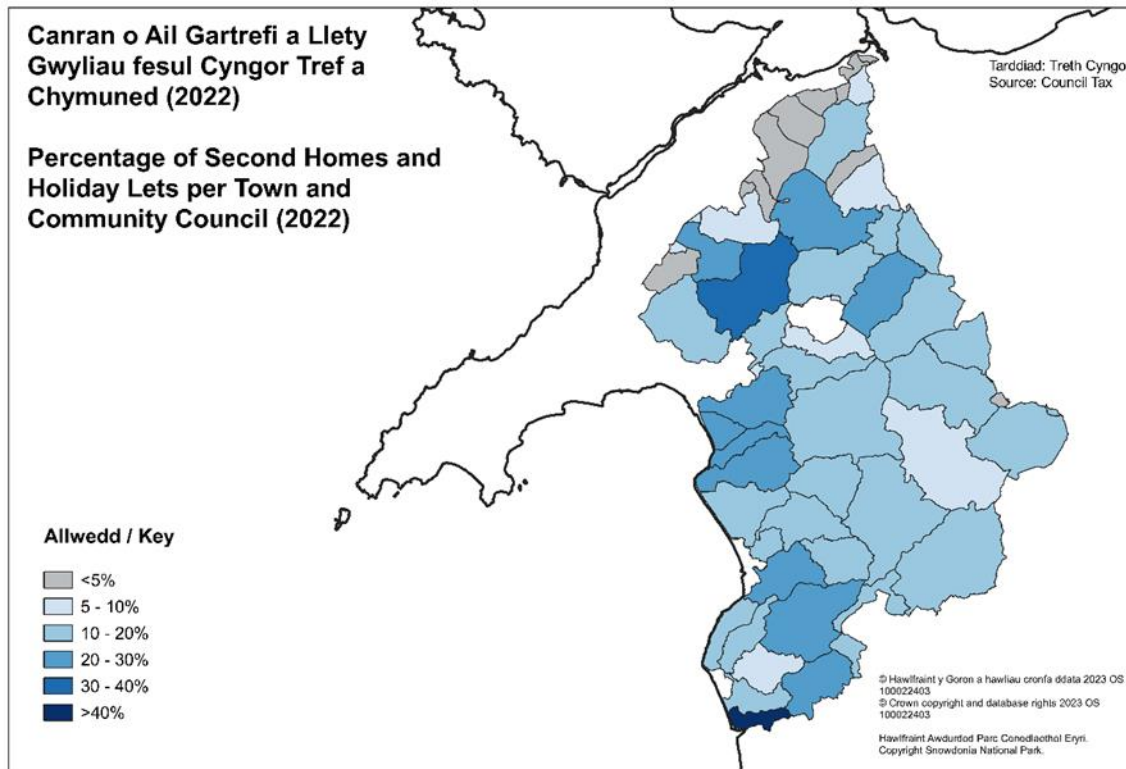 Canran o Ail Gartrefi a Llety
Gwyliau fesul Cyngor Tref a
Chymuned (2022)
Percentage of Second Homes and
Holiday Lets per Town and
Community Council (2022)
Tarddiad: Treth Cyngo
Source: Council Tax
Allwedd / Key
<5%
5 - 10%
10 - 20%
20 - 30%
30 - 40%
>40%
© Hawlfraint y Goron a hawliau cronfa ddata 2023 OS
100022403
© Crown copyright and database rights 2023 OS
100022403
Hawlfraint Awdurdod Parc Cenedlaethol Eryri.
Copyright Snowdonia National Park.